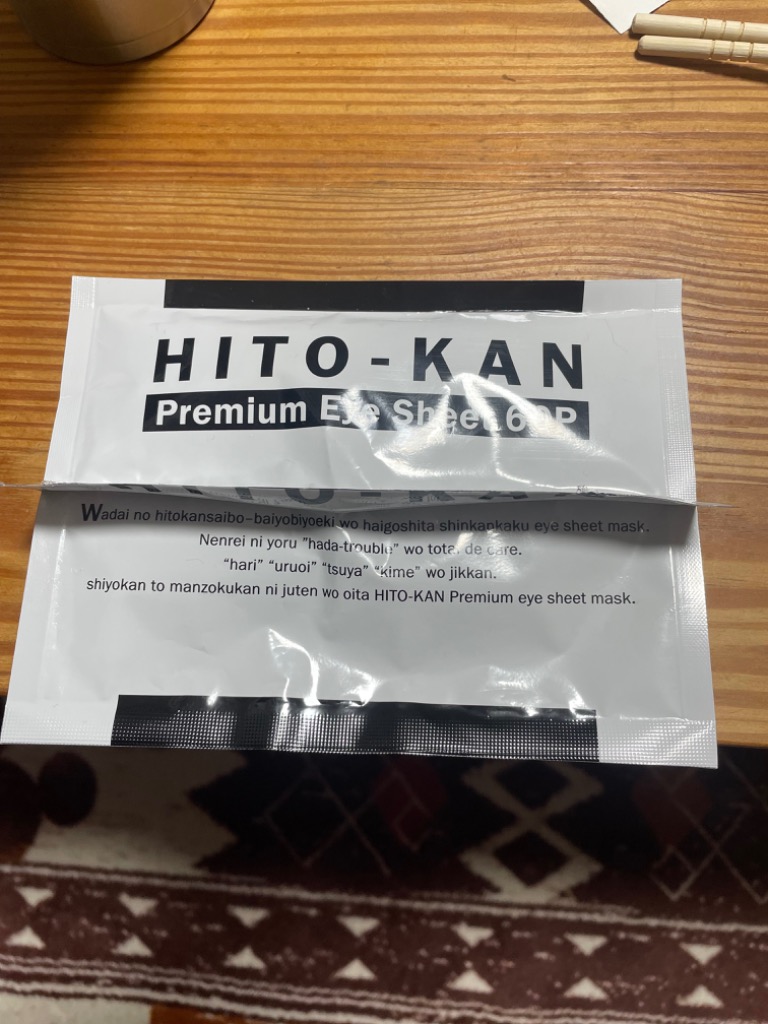 HITO-KAN
Premium Eye Sheet 60P
HITO-KA
Wadai no hitokansaibo-baiyobiyoeki wo haigoshita shinkankaku eye sheet mask.
Nenrei ni yoru "hada-trouble" wo total de care.
"hari" "uruoi" "tsuya" "kime" wo jikkan.
shiyokan to manzokukan ni juten wo oita HITO-KAN Premium eye sheet mask.